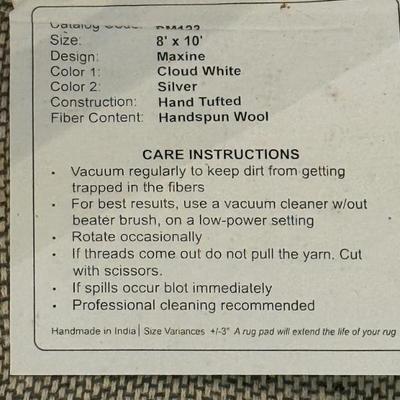 Size: 8' x 10'
Design: Maxine
Color 1: Cloud White
Color 2: Silver
Construction: Hand Tufted
Fiber Content: Handspun Wool
CARE INSTRUCTIONS
• Vacuum regularly to keep dirt from getting
trapped in the fibers
• For best results, use a vacuum cleaner w/out
beater brush, on a low-power setting
• Rotate occasionally
• If threads come out do not pull the yarn. Cut
with scissors.
• If spills occur blot immediately
• Professional cleaning recommended
Handmade in India | Size Variances +/-3" A rug pad will extend the life of your rug